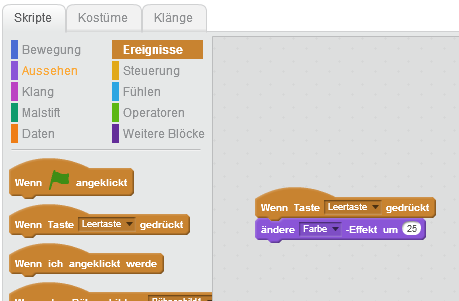 Skripte Kostüme Klänge
Bewegung Ereignisse
Aussehen Steuerung
Klang Fühlen
Malstift Operatoren
Daten Weitere Blöcke
Wenn angeklickt
Wenn Taste Leertaste gedrückt
Wenn ich angeklickt werde
Wenn Taste Leertaste gedrückt
ändere Farbe -Effekt um 25